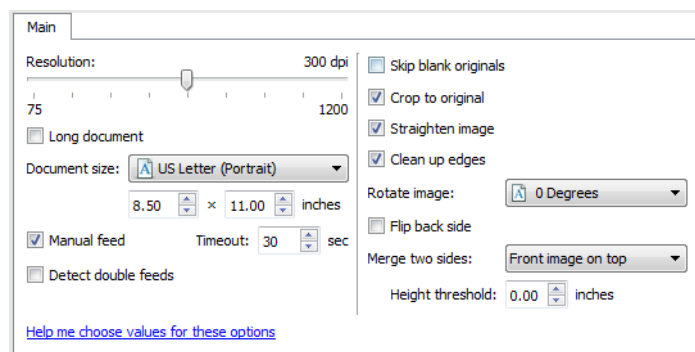 Main
Resolution: 300 dpi
75 1200
Long document
Document size: US Letter (Portrait)
8.50 × 11.00 inches
Manual feed Timeout: 30 sec
Detect double feeds
Help me choose values for these options
Skip blank originals
Crop to original
Straighten image
Clean up edges
Rotate image: 0 Degrees
Flip back side
Merge two sides: Front image on top
Height threshold: 0.00 inches